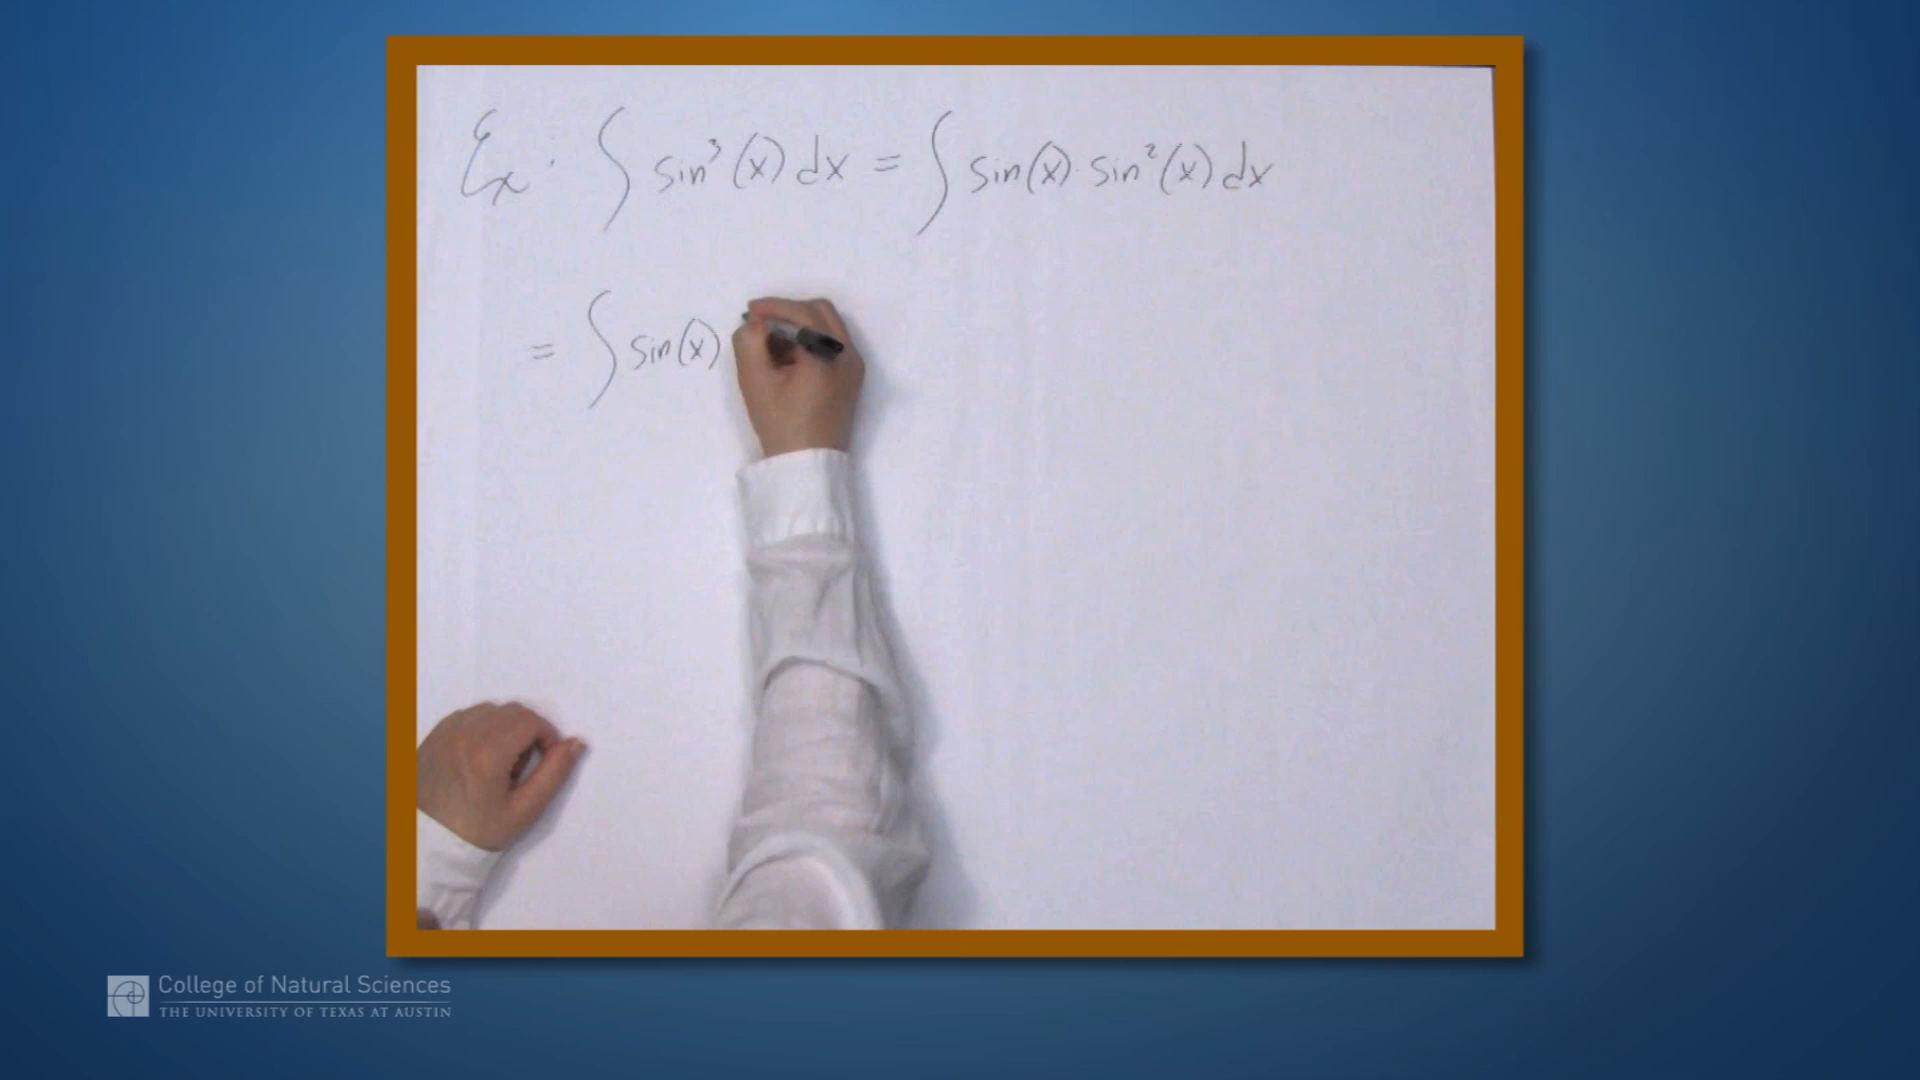 Ex: ∫ sin³(x) dx = ∫ sin(x) · sin²(x) dx
= ∫ sin(x)
College of Natural Sciences
THE UNIVERSITY OF TEXAS AT AUSTIN